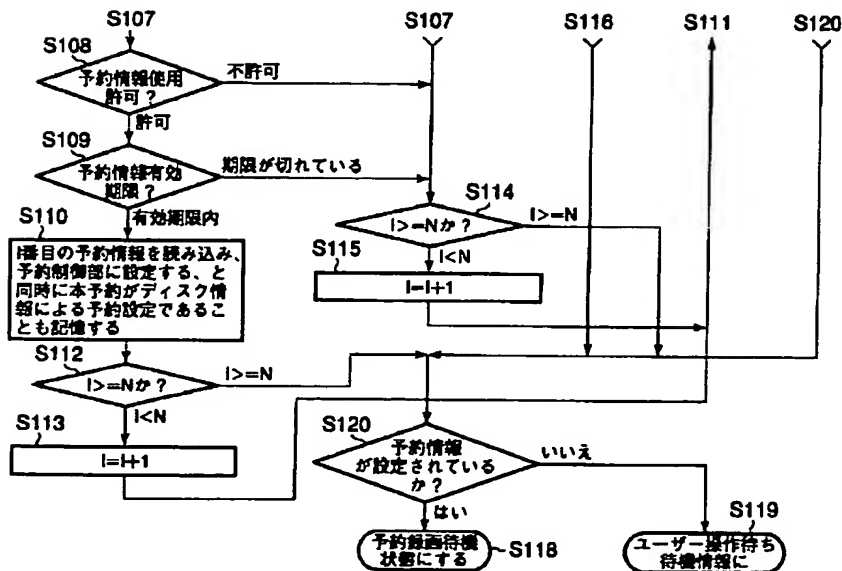 S107
S107
S116
S111
S120
S108
予約情報使用
許可？
不許可
許可
S109
予約情報有効
期限？
期限が切れている
有効期限内
S110
I番目の予約情報を読み込み、
予約制御部に設定する、と
同時に本予約がディスク情
報による予約設定であるこ
とも記憶する
S114
I>=Nか？
I>=N
I<N
S115
I=I+1
S112
I>=Nか？
I>=N
I<N
S113
I=I+1
S120
予約情報
が設定されているか
か？
いいえ
はい
予約録画待機
状態にする
S118
S119
ユーザー操作待ち
待機情報に